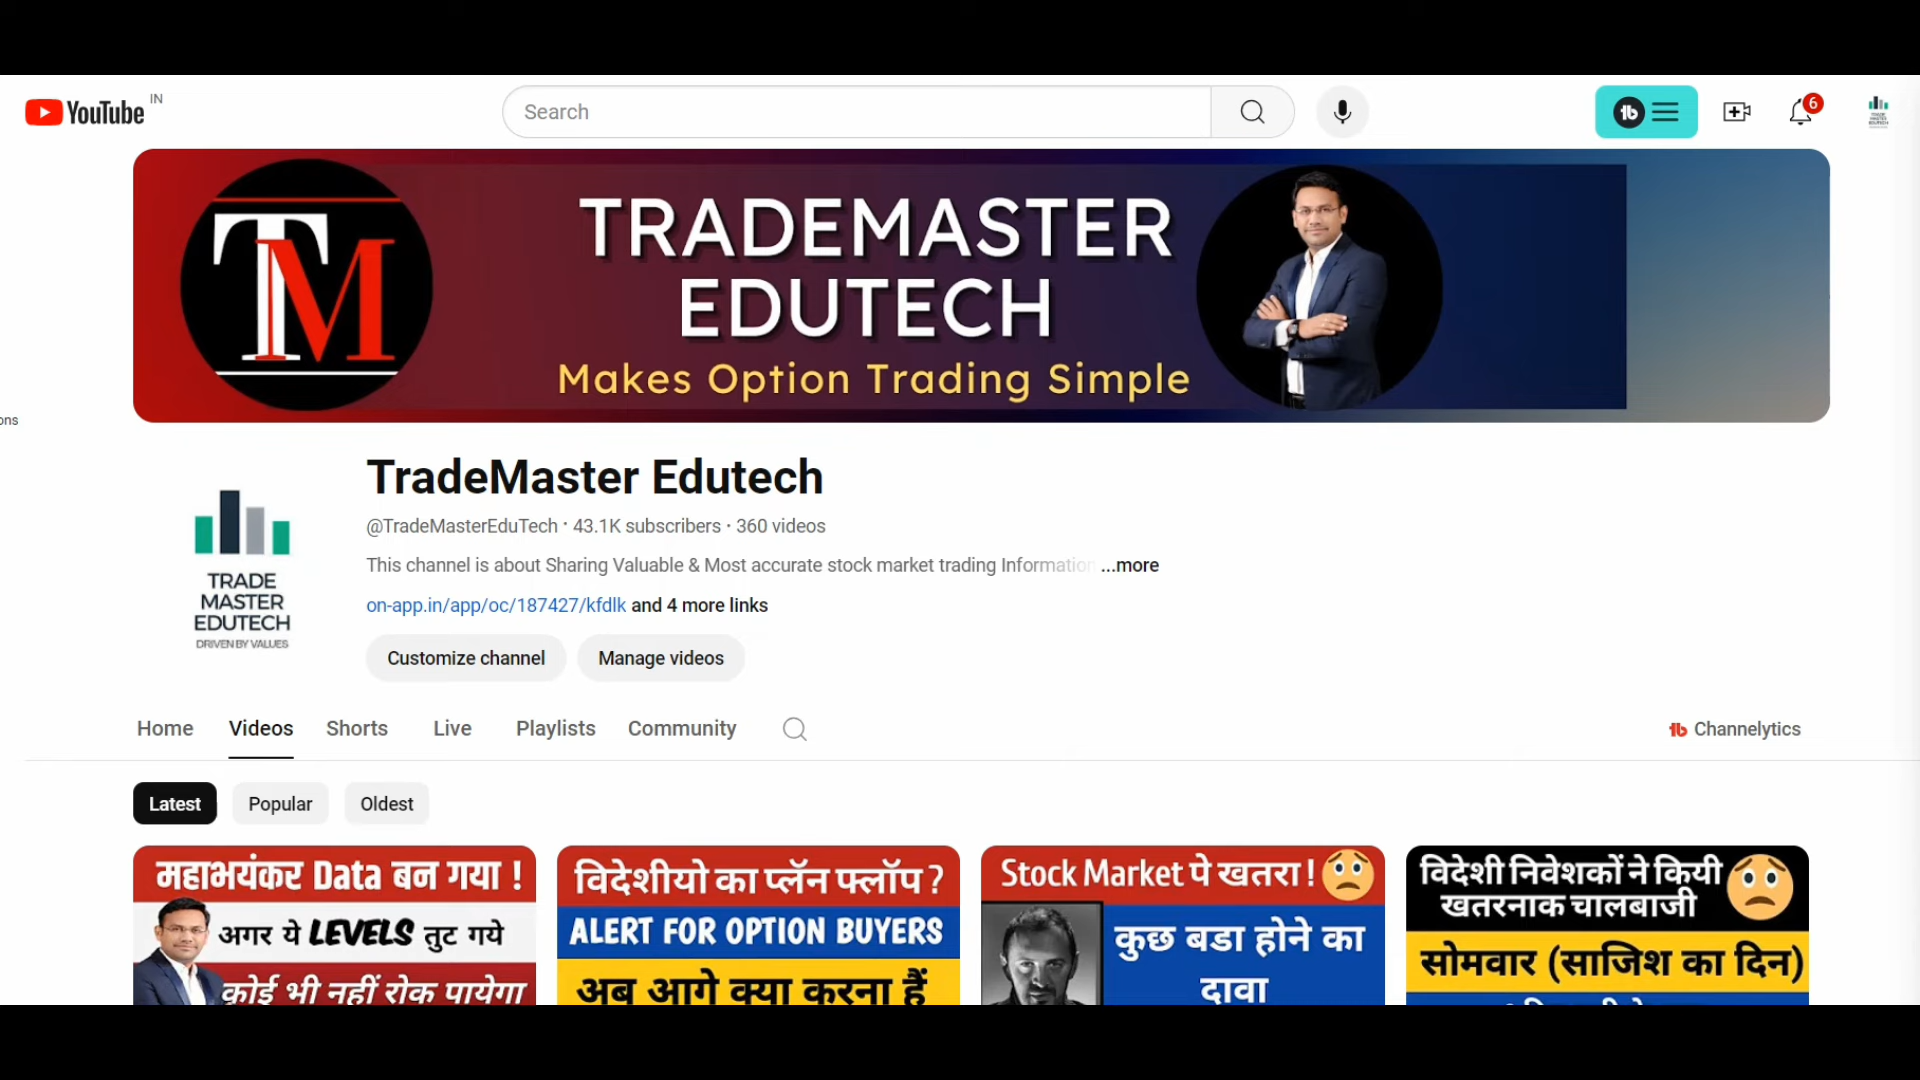 YouTube IN
Search
6
TM
TRADEMASTER
EDUTECH
Makes Option Trading Simple
ons
TradeMaster Edutech
@TradeMasterEduTech · 43.1K subscribers · 360 videos
This channel is about Sharing Valuable & Most accurate stock market trading Information ...more
on-app.in/app/oc/187427/kfdlk and 4 more links
TRADE
MASTER
EDUTECH
DRIVEN BY VALUES
Customize channel Manage videos
Home Videos Shorts Live Playlists Community
Channelytics
Latest Popular Oldest
महाभयंकर Data बन गया !
अगर ये LEVELS तुट गये
कोई भी नहीं रोक पायेगा
विदेशीयो का प्लॅन फ्लॉप ?
ALERT FOR OPTION BUYERS
अब आगे क्या करना हैं
Stock Market पे खतरा !
कुछ बडा होने का
दावा
विदेशी निवेशकों ने कियी
खतरनाक चालबाजी
सोमवार (साजिश का दिन)